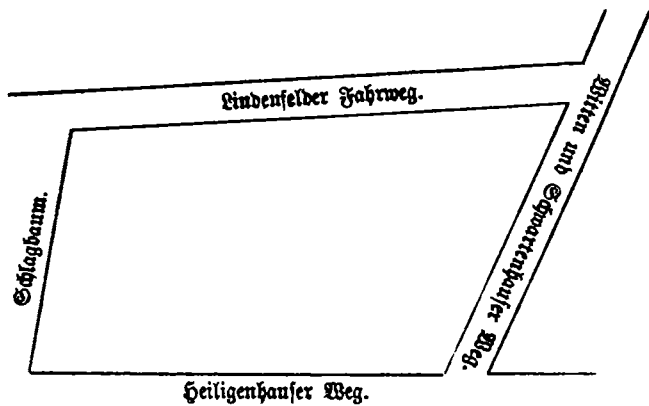 Lindenfelder Fahrweg.
Witten und Schwartenhauser Weg.
Schlagbaum.
Heiligenhauser Weg.